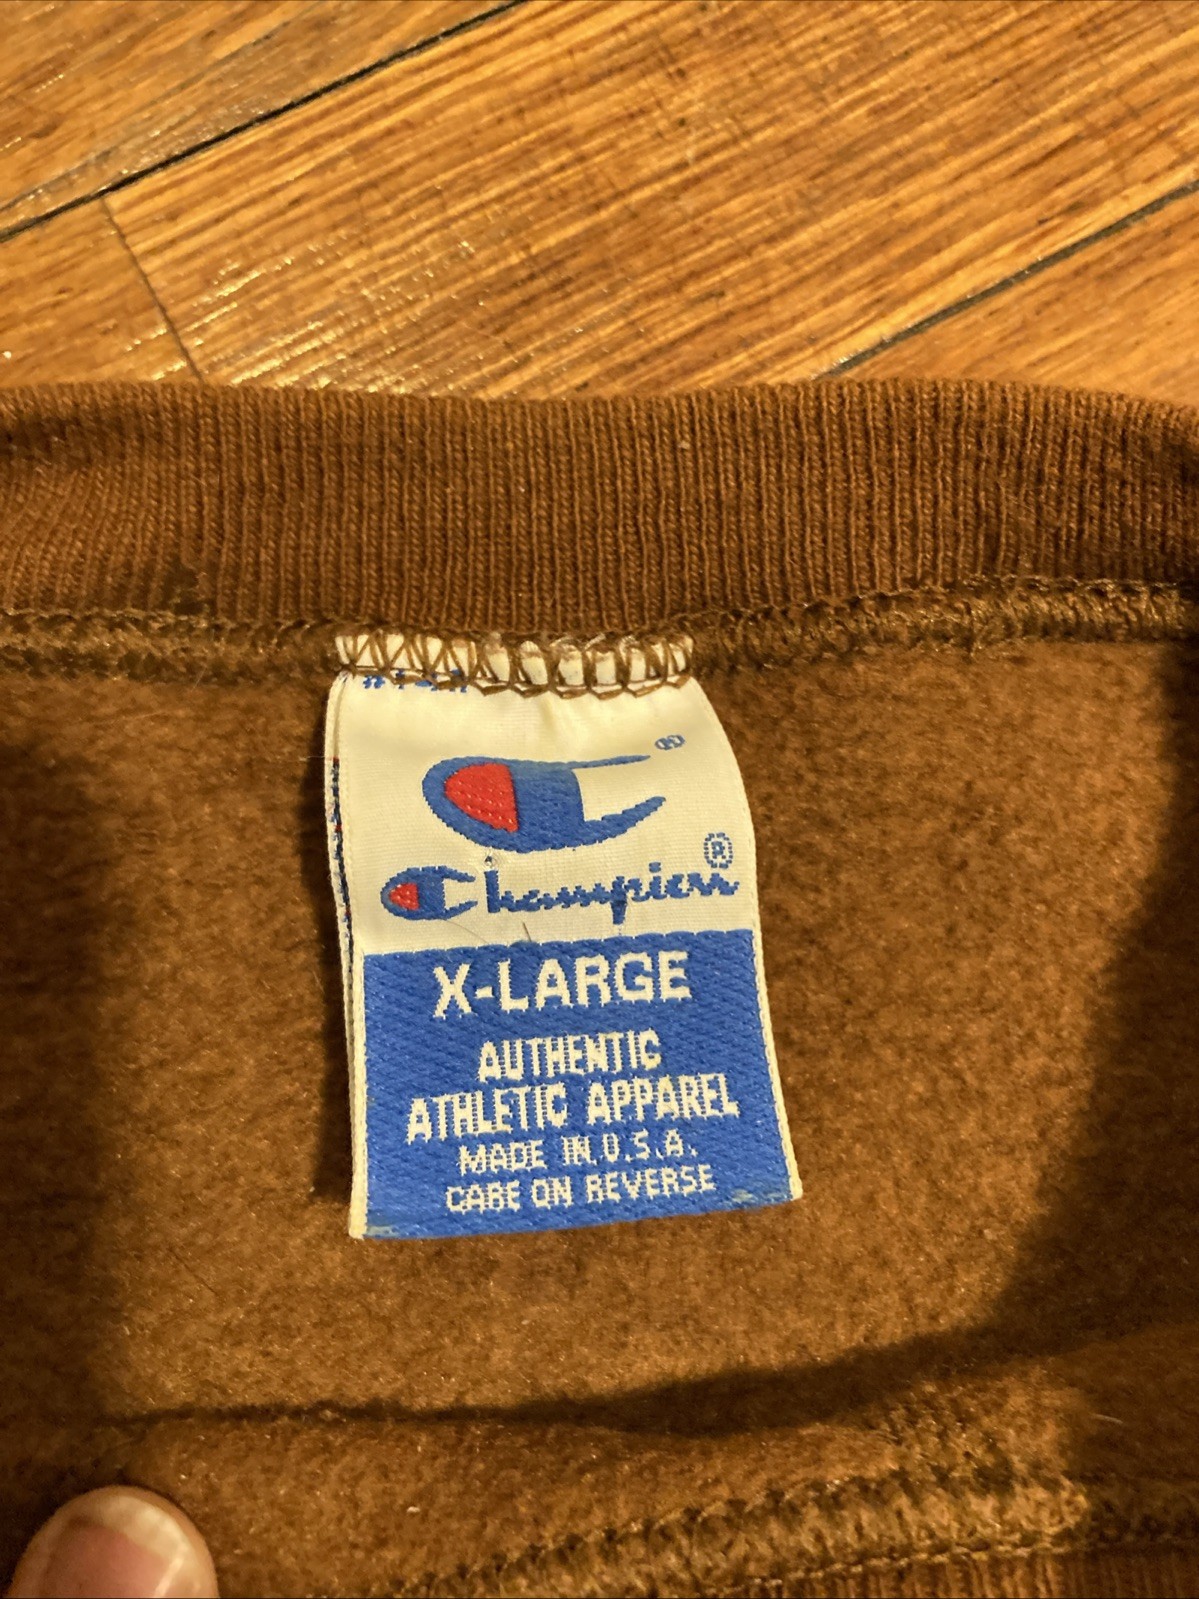 ®
Champion®
X-LARGE
AUTHENTIC
ATHLETIC APPAREL
MADE IN U.S.A.
CARE ON REVERSE